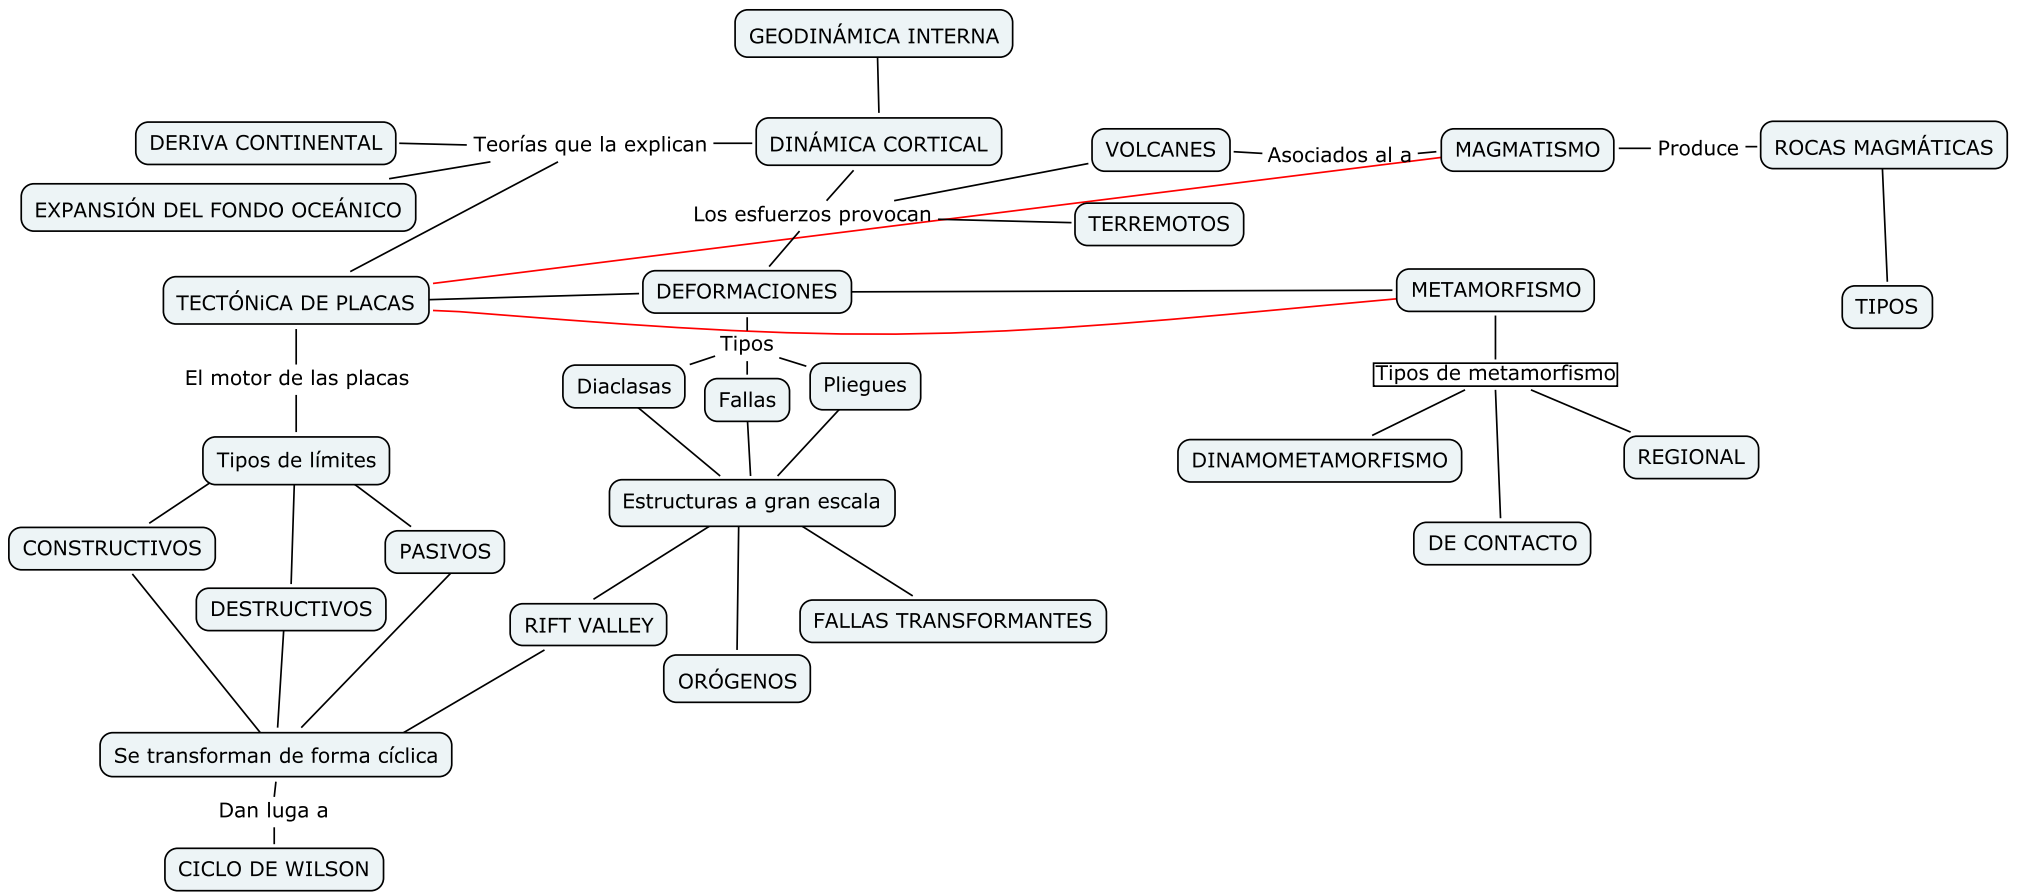 GEODINÁMICA INTERNA
DERIVA CONTINENTAL
Teorías que la explican
DINÁMICA CORTICAL
VOLCANES
Asociados al a
MAGMATISMO
Produce
ROCAS MAGMÁTICAS
EXPANSIÓN DEL FONDO OCEÁNICO
Los esfuerzos provocan
TERREMOTOS
TECTÓNiCA DE PLACAS
DEFORMACIONES
METAMORFISMO
TIPOS
El motor de las placas
Tipos
Tipos de metamorfismo
Diaclasas
Fallas
Pliegues
Tipos de límites
DINAMOMETAMORFISMO
REGIONAL
Estructuras a gran escala
CONSTRUCTIVOS
PASIVOS
DE CONTACTO
DESTRUCTIVOS
RIFT VALLEY
FALLAS TRANSFORMANTES
ORÓGENOS
Se transforman de forma cíclica
Dan luga a
CICLO DE WILSON